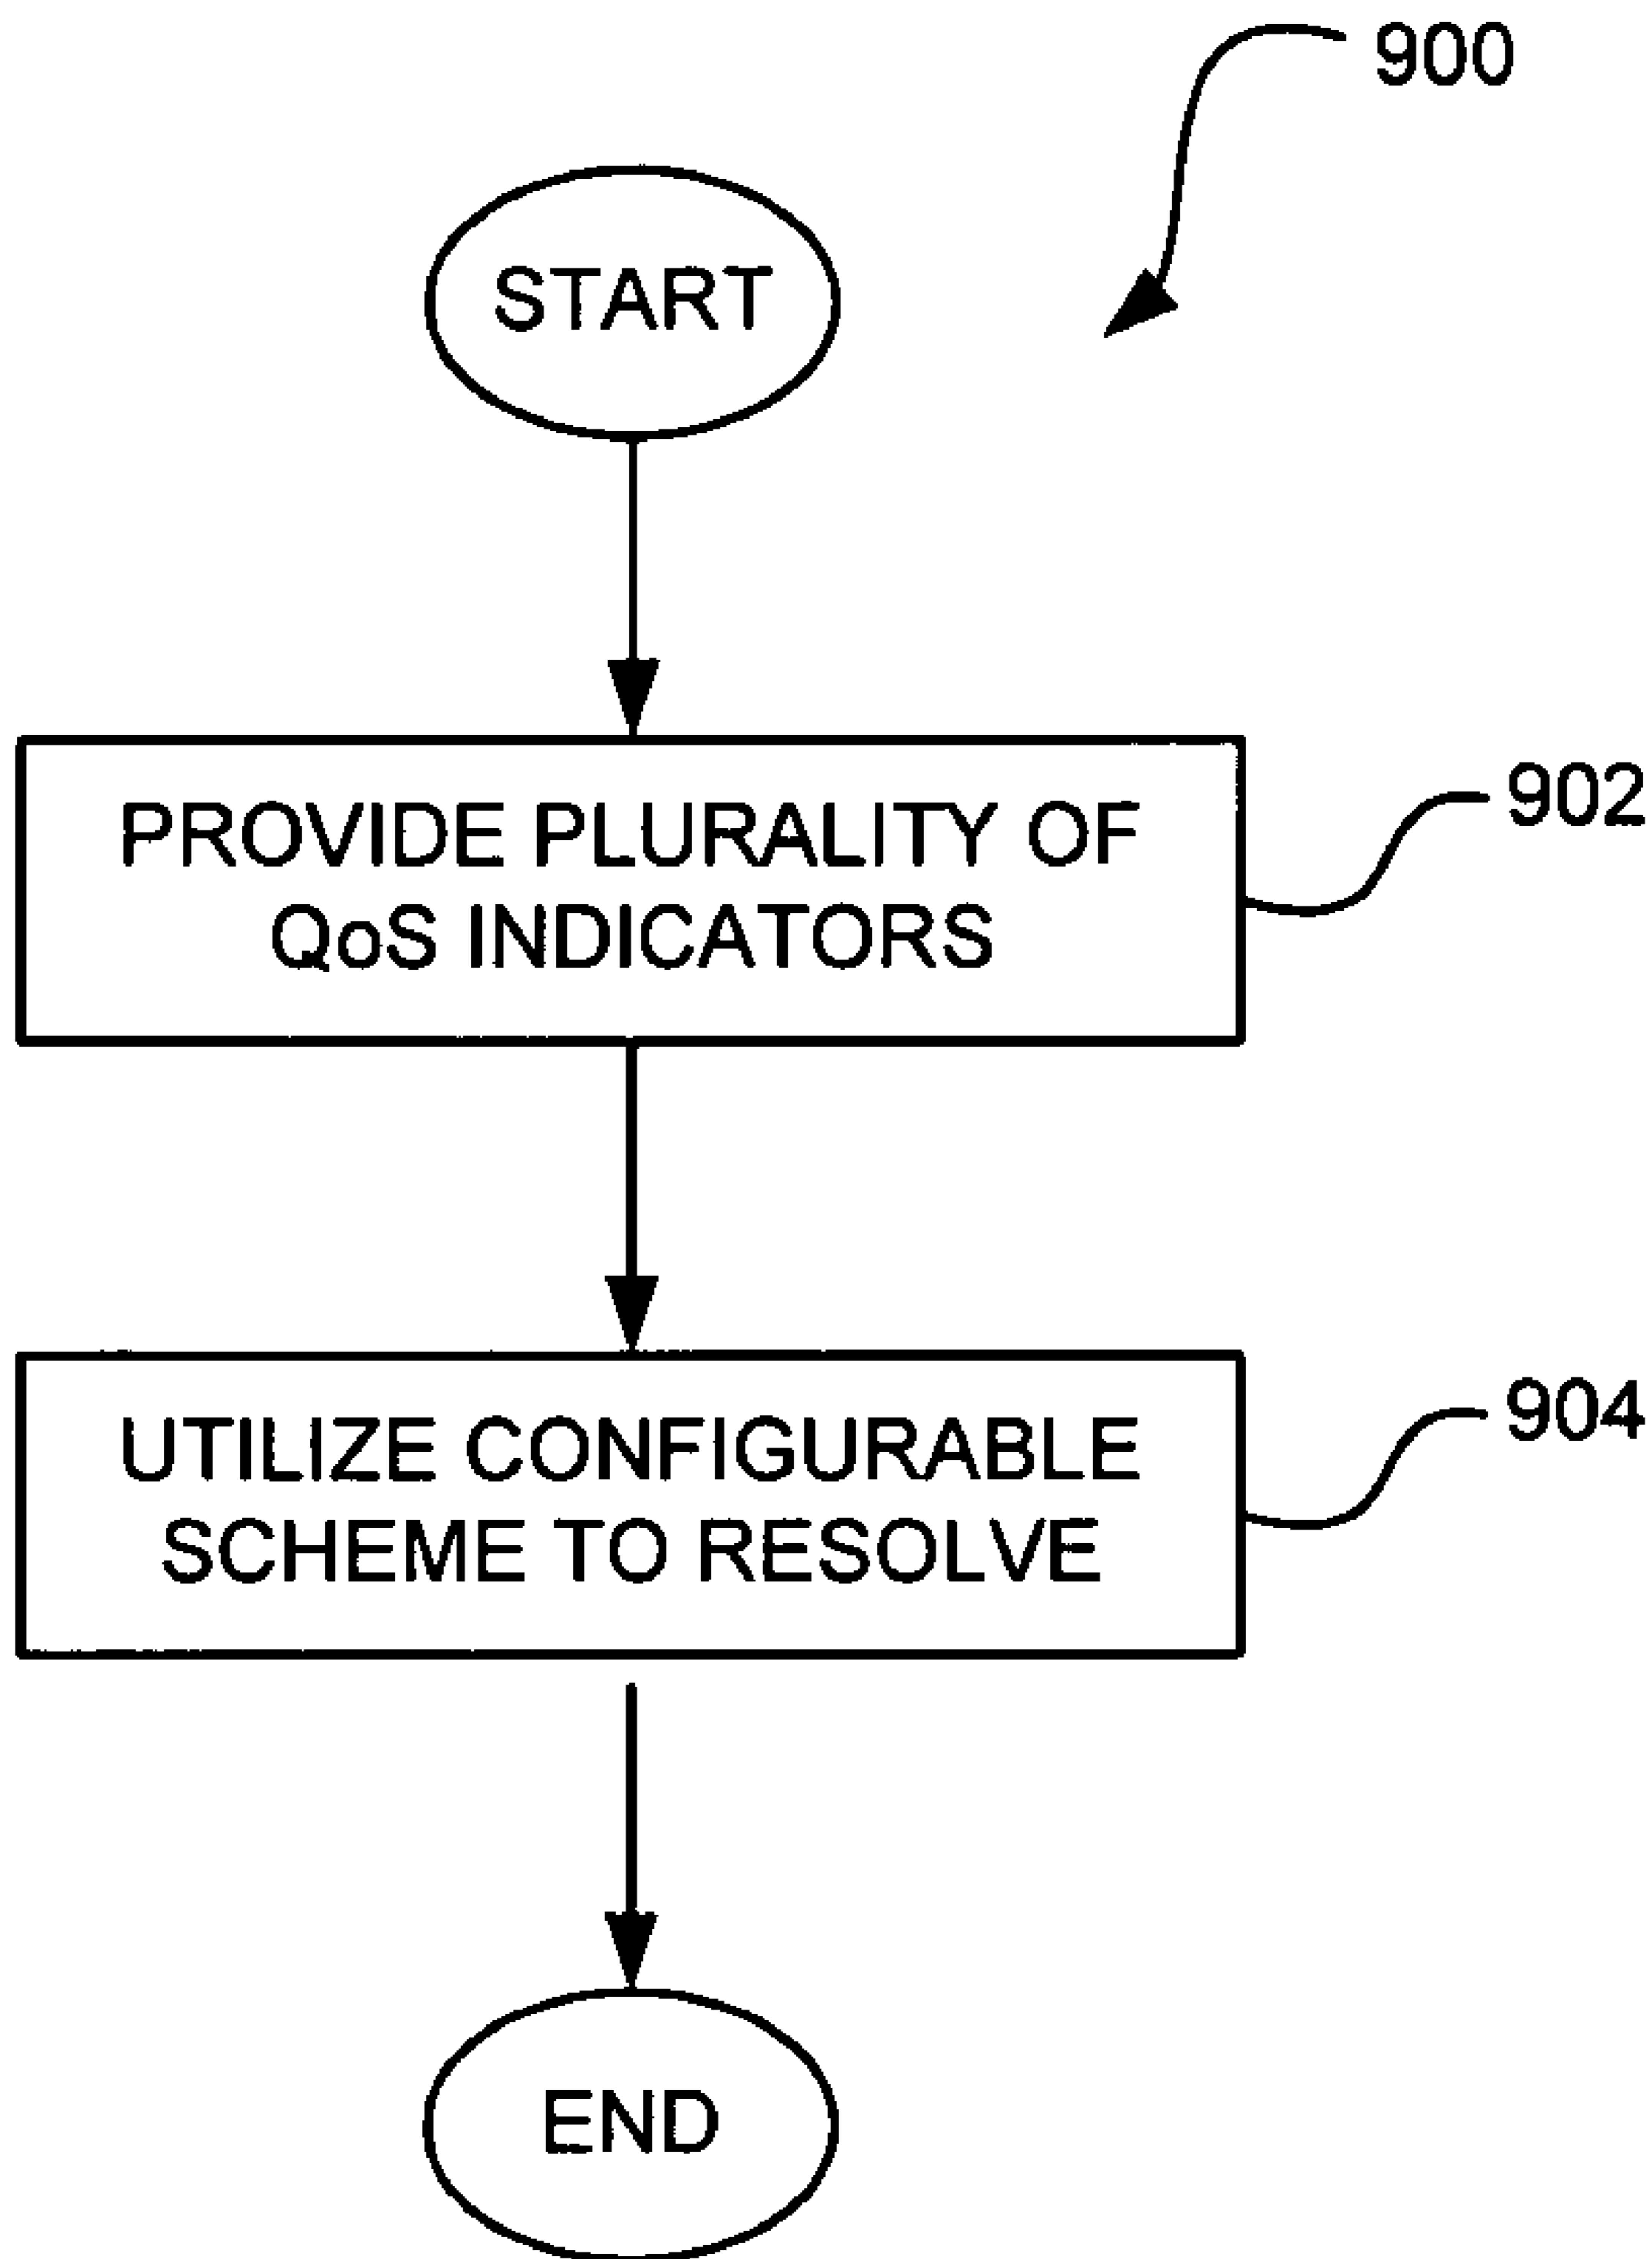 900
START
PROVIDE PLURALITY OF
QoS INDICATORS
902
UTILIZE CONFIGURABLE
SCHEME TO RESOLVE
904
END